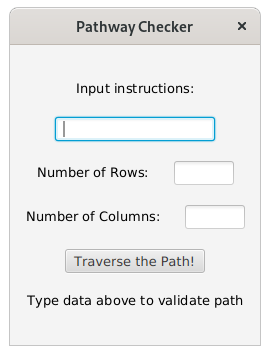 Pathway Checker
Input instructions:
Number of Rows:
Number of Columns:
Traverse the Path!
Type data above to validate path